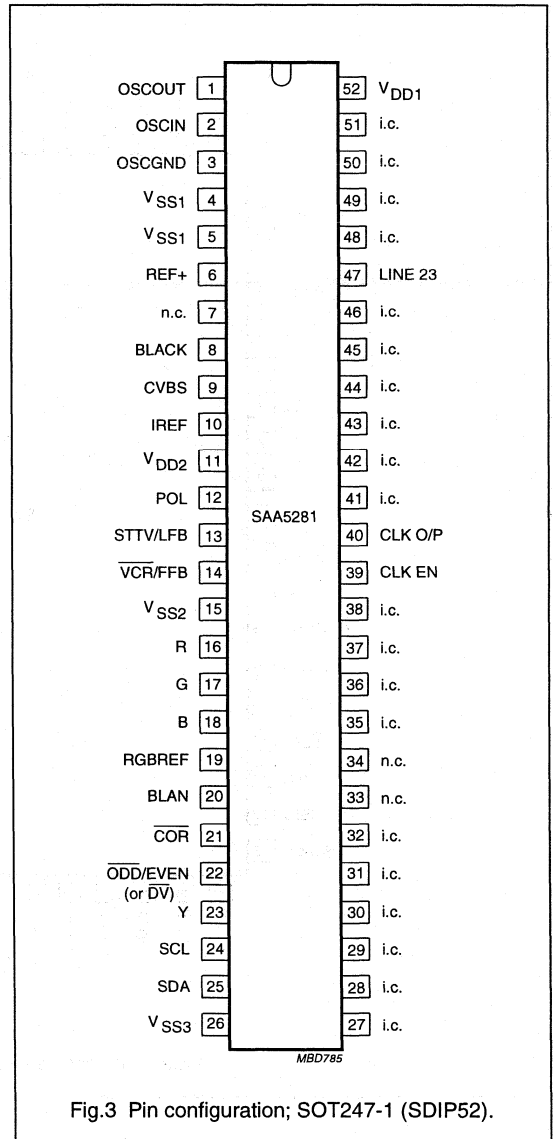 OSCOUT 1 52 VDD1
OSCIN 2 51 i.c.
OSCGND 3 50 i.c.
VSS1 4 49 i.c.
VSS1 5 48 i.c.
REF+ 6 47 LINE 23
n.c. 7 46 i.c.
BLACK 8 45 i.c.
CVBS 9 44 i.c.
IREF 10 43 i.c.
VDD2 11 42 i.c.
POL 12 41 i.c.
SAA5281
STTV/LFB 13 40 CLK O/P
V̅C̅R̅/FFB 14 39 CLK EN
VSS2 15 38 i.c.
R 16 37 i.c.
G 17 36 i.c.
B 18 35 i.c.
RGBREF 19 34 n.c.
BLAN 20 33 n.c.
C̅O̅R̅ 21 32 i.c.
O̅D̅D̅/EVEN 22 31 i.c.
(or D̅V̅)
Y 23 30 i.c.
SCL 24 29 i.c.
SDA 25 28 i.c.
VSS3 26 27 i.c.
MBD785
Fig.3 Pin configuration; SOT247-1 (SDIP52).